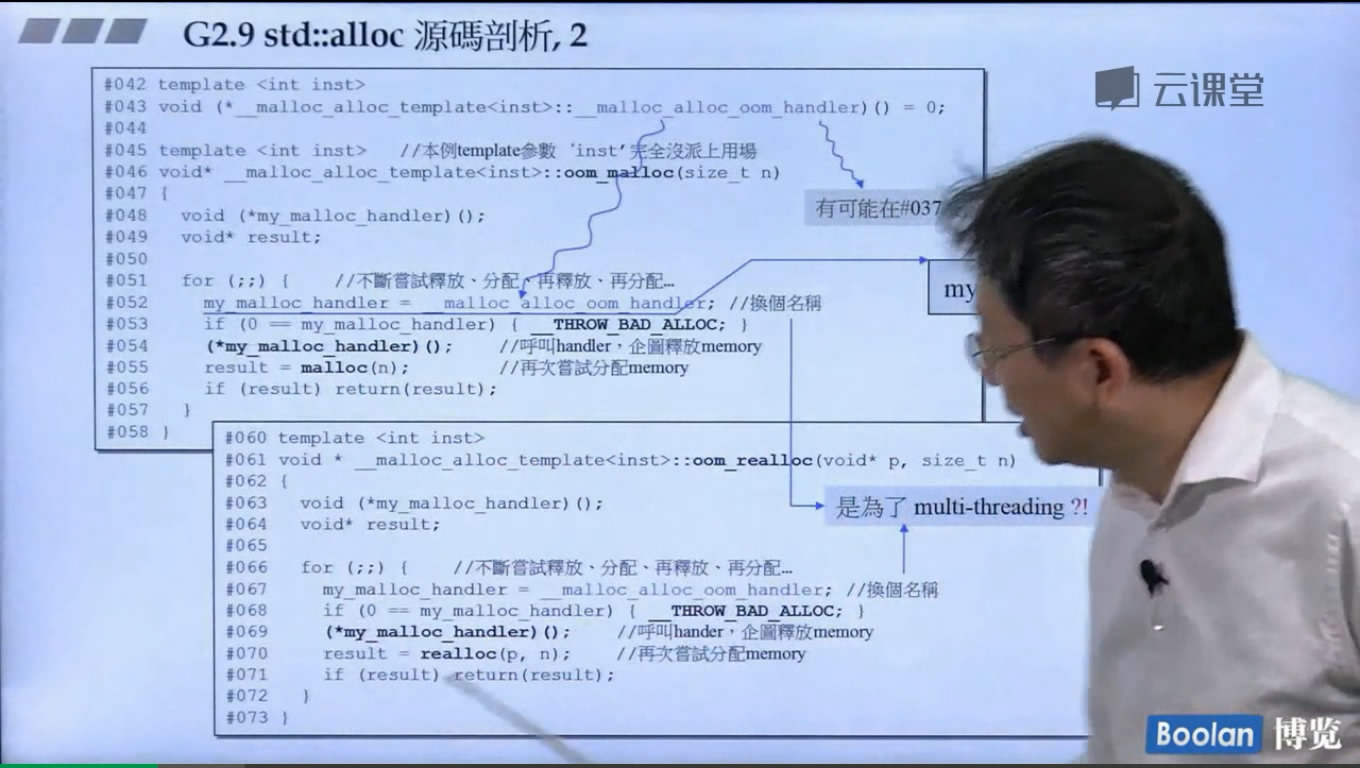 G2.9 std::alloc 源碼剖析, 2
云课堂
#042 template <int inst>
#043 void (*__malloc_alloc_template<inst>::__malloc_alloc_oom_handler)() = 0;
#044
#045 template <int inst> //本例template參數‘inst’完全沒派上用場
#046 void* __malloc_alloc_template<inst>::oom_malloc(size_t n)
#047 {
#048 void (*my_malloc_handler)();
#049 void* result;
#050
#051 for (;;) { //不斷嘗試釋放、分配、再釋放、再分配…
#052 my_malloc_handler = __malloc_alloc_oom_handler; //換個名稱
#053 if (0 == my_malloc_handler) { __THROW_BAD_ALLOC; }
#054 (*my_malloc_handler)(); //呼叫handler，企圖釋放memory
#055 result = malloc(n); //再次嘗試分配memory
#056 if (result) return(result);
#057 }
#058 }
有可能在#037
my
#060 template <int inst>
#061 void * __malloc_alloc_template<inst>::oom_realloc(void* p, size_t n)
#062 {
#063 void (*my_malloc_handler)();
#064 void* result;
#065
#066 for (;;) { //不斷嘗試釋放、分配、再釋放、再分配…
#067 my_malloc_handler = __malloc_alloc_oom_handler; //換個名稱
#068 if (0 == my_malloc_handler) { __THROW_BAD_ALLOC; }
#069 (*my_malloc_handler)(); //呼叫hander，企圖釋放memory
#070 result = realloc(p, n); //再次嘗試分配memory
#071 if (result) return(result);
#072 }
#073 }
是為了 multi-threading ?!
Boolan 博览